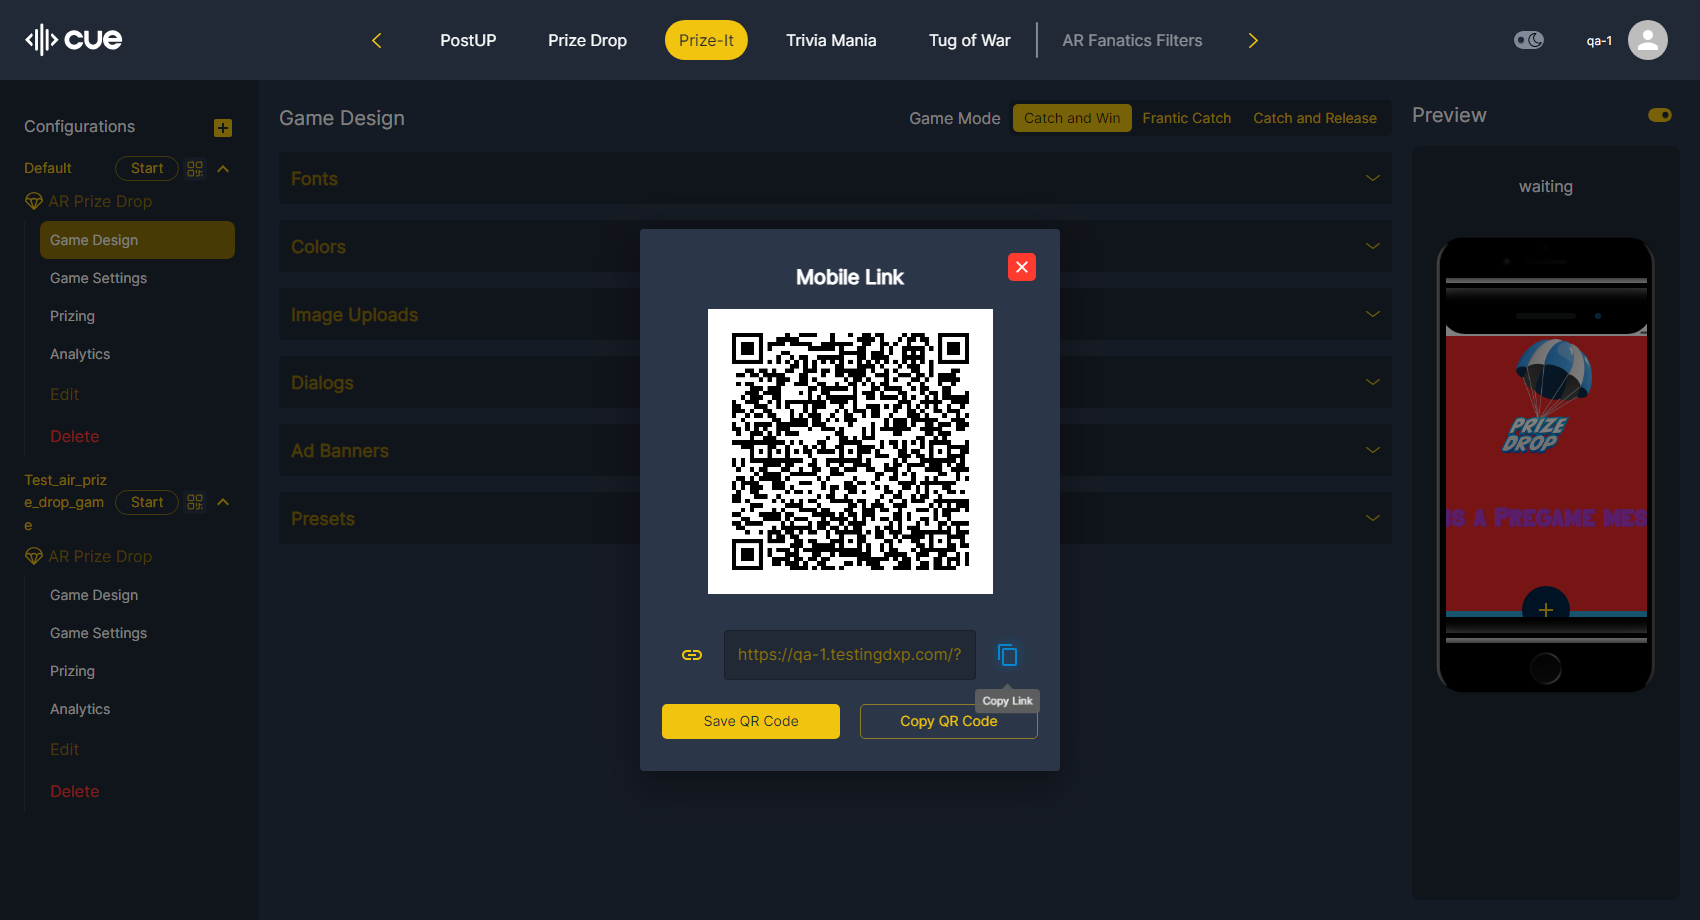 cue
PostUP
Prize Drop
Prize-It
Trivia Mania
Tug of War
AR Fanatics Filters
qa-1
Configurations
Default
Start
AR Prize Drop
Game Design
Game Settings
Prizing
Analytics
Edit
Delete
Test_air_priz
e_drop_gam
e
Start
AR Prize Drop
Game Design
Game Settings
Prizing
Analytics
Edit
Delete
Game Design
Game Mode
Catch and Win
Frantic Catch
Catch and Release
Fonts
Colors
Image Uploads
Dialogs
Ad Banners
Presets
Mobile Link
https://qa-1.testingdxp.com/?
Copy Link
Save QR Code
Copy QR Code
Preview
waiting
PRIZE
DROP
IS A PREGAME MES